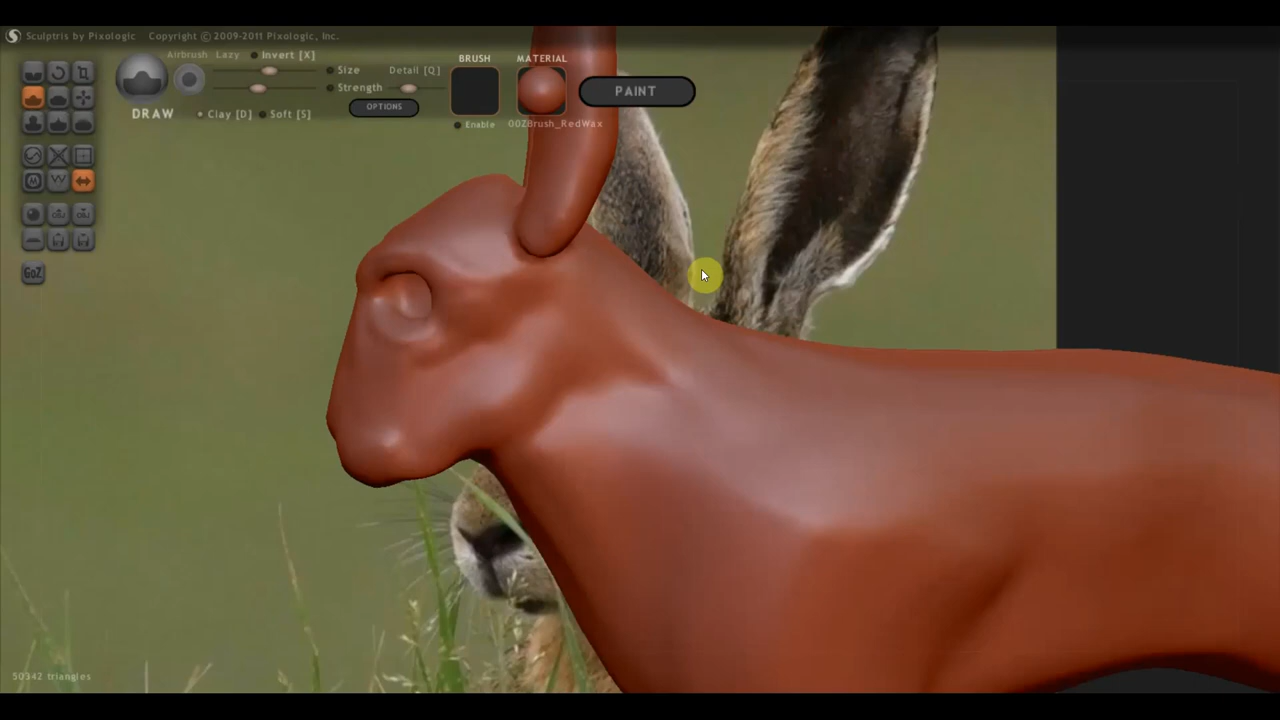 Sculptris by Pixologic Copyright © 2009-2011 Pixologic, Inc.
Airbrush Lazy Invert [X]
BRUSH MATERIAL
Size Detail [Q]
Strength
PAINT
OPTIONS
DRAW Clay [D] Soft [S]
Enable 00ZBrush_RedWax
GoZ
50342 triangles